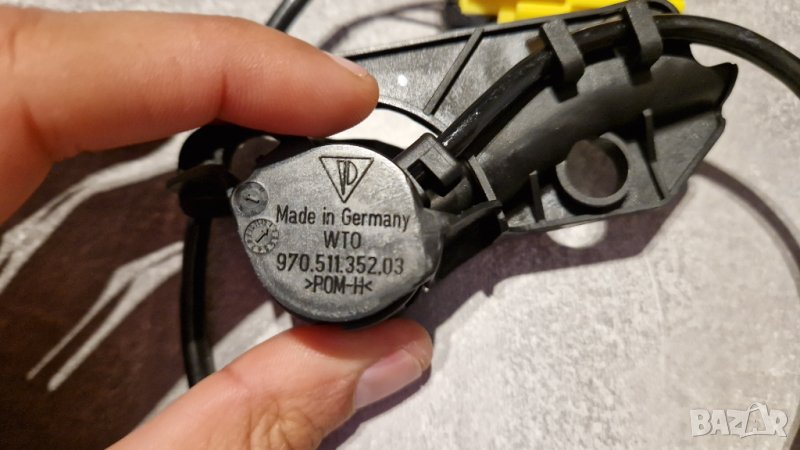 Made in Germany
WTO
970.511.352.03
>POM-H<
BAZAR